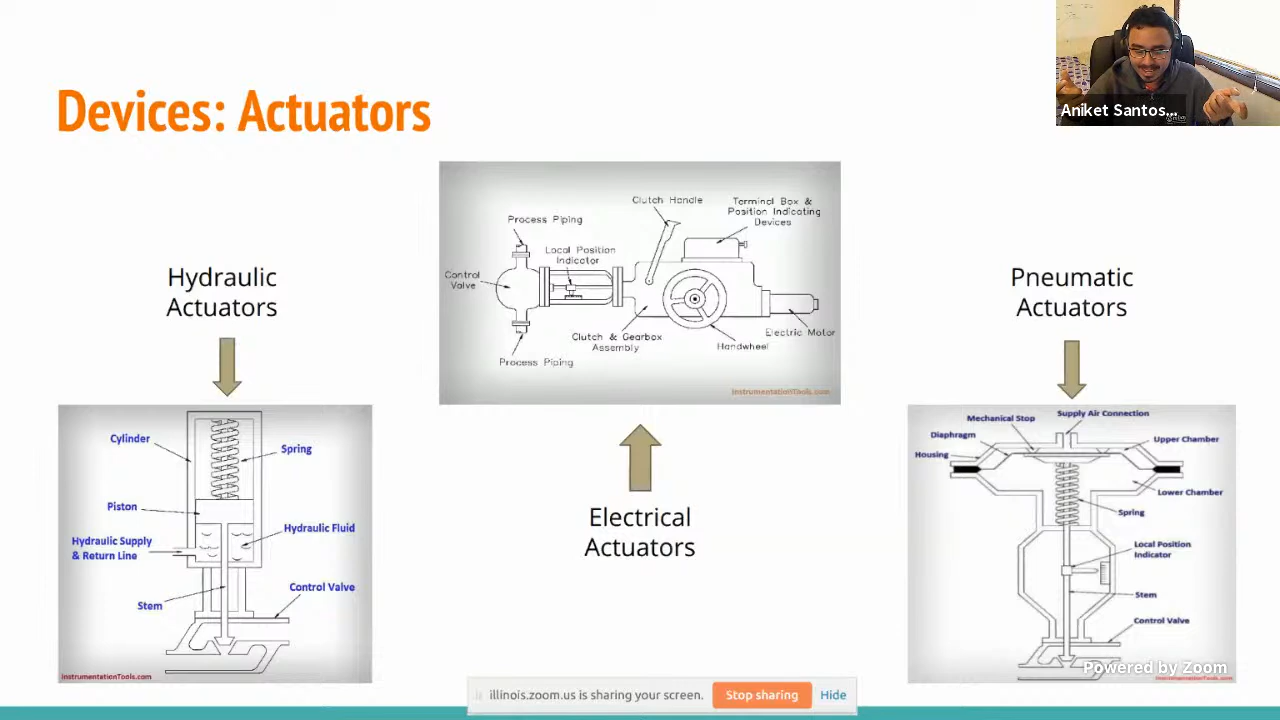 Devices: Actuators
Aniket Santos...
Hydraulic
Actuators
Cylinder
Spring
Piston
Hydraulic Fluid
Hydraulic Supply
& Return Line
Control Valve
Stem
InstrumentationTools.com
Clutch Handle
Terminal Box &
Position Indicating
Devices
Process Piping
Local Position
Indicator
Control
Valve
Clutch & Gearbox
Assembly
Electric Motor
Handwheel
Process Piping
InstrumentationTools.com
Electrical
Actuators
Pneumatic
Actuators
Supply Air Connection
Mechanical Stop
Diaphragm
Upper Chamber
Housing
Lower Chamber
Spring
Local Position
Indicator
Stem
Control Valve
Powered by Zoom
illinois.zoom.us is sharing your screen.
Stop sharing
Hide